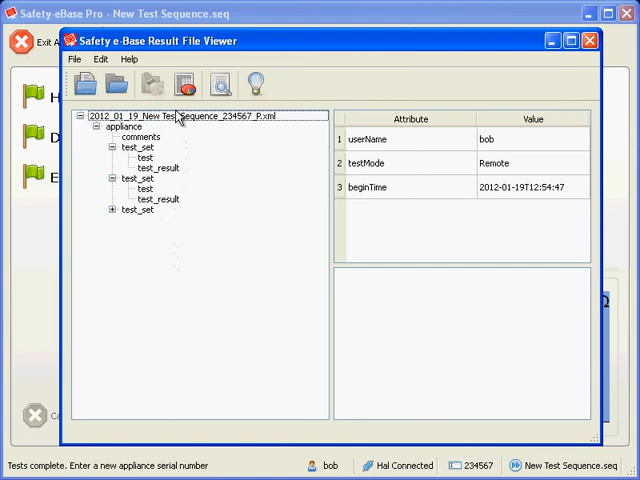 Safety-eBase Pro - New Test Sequence.seq
Exit A
Safety e-Base Result File Viewer
File Edit Help
2012_01_19_New Test Sequence_234567_P.xml
appliance
comments
test_set
test
test_result
test_set
test
test_result
test_set
Attribute Value
1 userName bob
2 testMode Remote
3 beginTime 2012-01-19T12:54:47
H
D
E
Ω
Ca
Tests complete. Enter a new appliance serial number bob Hal Connected 234567 New Test Sequence.seq